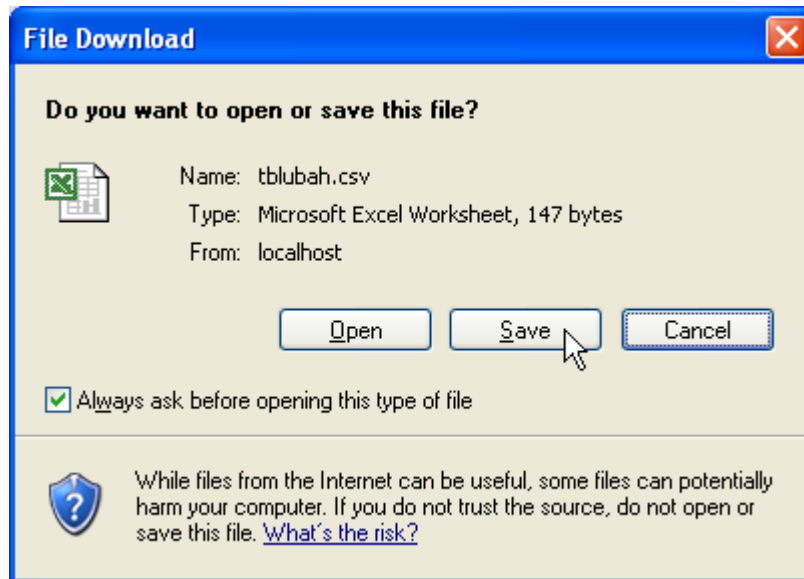 File Download
Do you want to open or save this file?
Name: tblubah.csv
Type: Microsoft Excel Worksheet, 147 bytes
From: localhost
Open Save Cancel
Always ask before opening this type of file
While files from the Internet can be useful, some files can potentially
harm your computer. If you do not trust the source, do not open or
save this file. What's the risk?